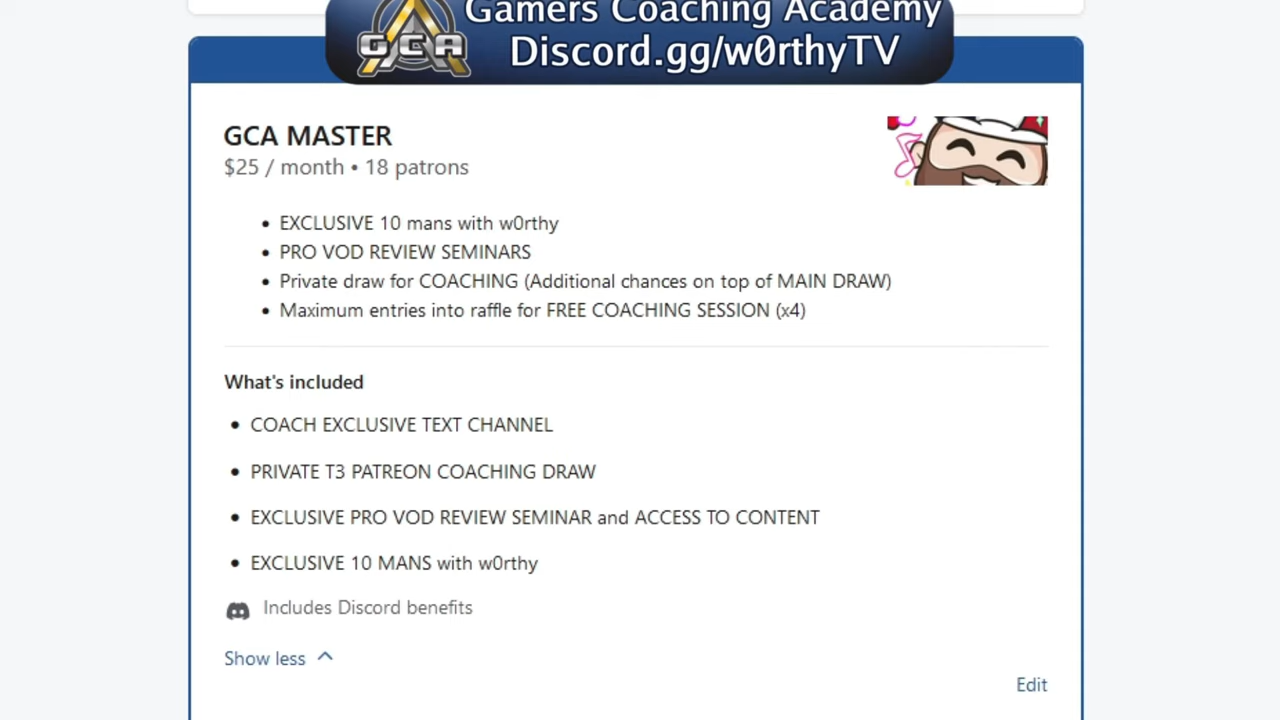 Gamers Coaching Academy
GCA
Discord.gg/w0rthyTV
GCA MASTER
$25 / month • 18 patrons
• EXCLUSIVE 10 mans with w0rthy
• PRO VOD REVIEW SEMINARS
• Private draw for COACHING (Additional chances on top of MAIN DRAW)
• Maximum entries into raffle for FREE COACHING SESSION (x4)
What's included
• COACH EXCLUSIVE TEXT CHANNEL
• PRIVATE T3 PATREON COACHING DRAW
• EXCLUSIVE PRO VOD REVIEW SEMINAR and ACCESS TO CONTENT
• EXCLUSIVE 10 MANS with w0rthy
Includes Discord benefits
Show less
Edit